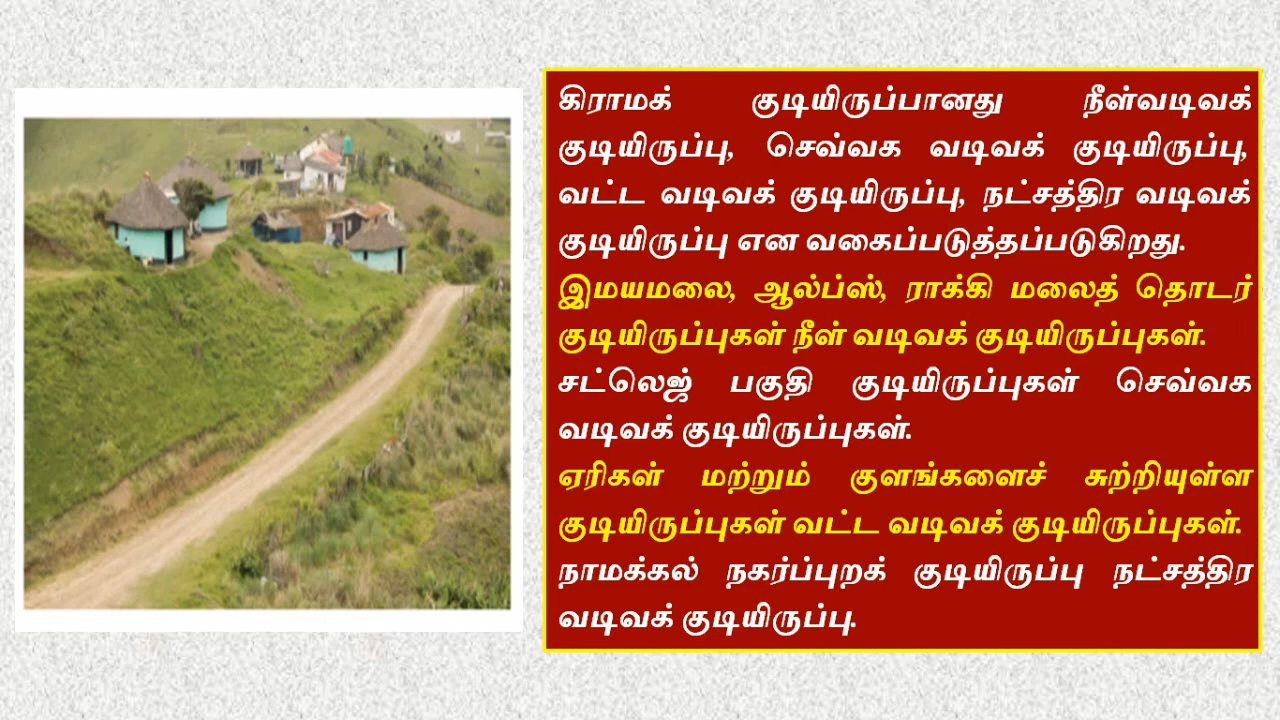 கிராமக் குடியிருப்பானது நீள்வடிவக்
குடியிருப்பு, செவ்வக வடிவக் குடியிருப்பு,
வட்ட வடிவக் குடியிருப்பு, நட்சத்திர வடிவக்
குடியிருப்பு என வகைப்படுத்தப்படுகிறது.
இமயமலை, ஆல்ப்ஸ், ராக்கி மலைத் தொடர்
குடியிருப்புகள் நீள் வடிவக் குடியிருப்புகள்.
சட்லெஜ் பகுதி குடியிருப்புகள் செவ்வக
வடிவக் குடியிருப்புகள்.
ஏரிகள் மற்றும் குளங்களைச் சுற்றியுள்ள
குடியிருப்புகள் வட்ட வடிவக் குடியிருப்புகள்.
நாமக்கல் நகர்ப்புறக் குடியிருப்பு நட்சத்திர
வடிவக் குடியிருப்பு.